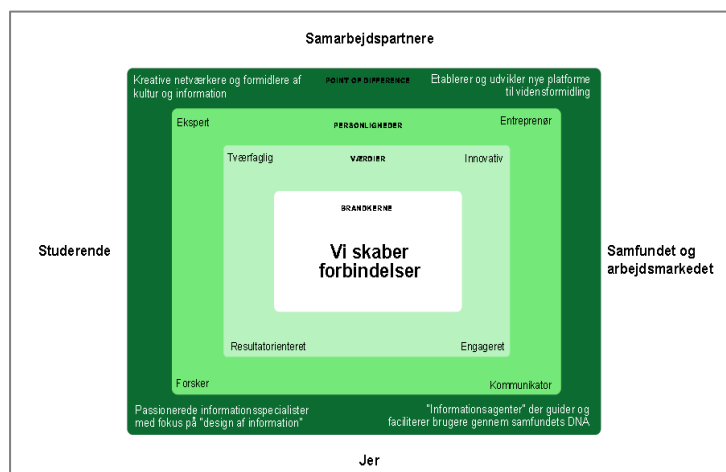 Samarbejdspartnere
Kreative netværkere og formidlere af
kultur og information
POINT OF DIFFERENCE
Etablerer og udvikler nye platforme
til vidensformidling
Ekspert
PERSONLIGHEDER
Entreprenør
Tværfaglig
VÆRDIER
Innovativ
BRANDKERNE
Vi skaber
forbindelser
Studerende
Samfundet og
arbejdsmarkedet
Resultatorienteret
Engageret
Forsker
Kommunikator
Passionerede informationsspecialister
med fokus på "design af information"
"Informationsagenter" der guider og
faciliterer brugere gennem samfundets DNA
Jer